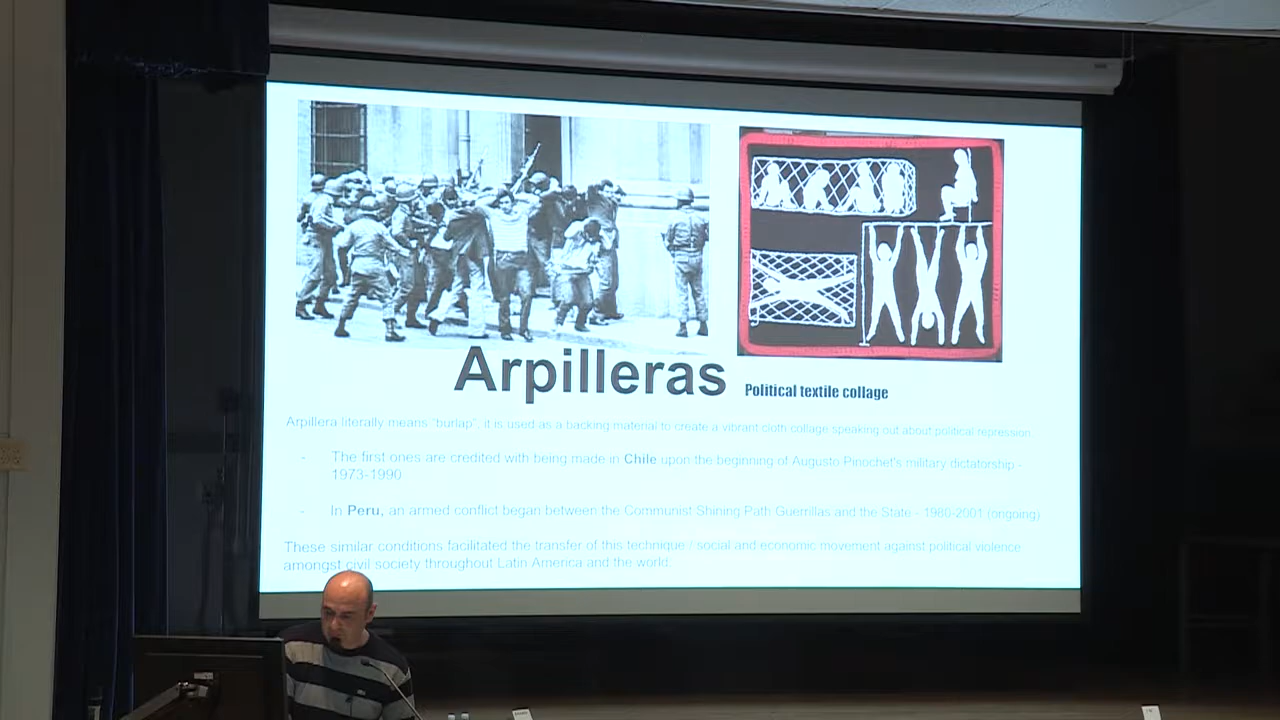 Arpilleras
Political textile collage
Arpillera literally means "burlap", it is used as a backing material to create a vibrant cloth collage speaking out about political repression.
- The first ones are credited with being made in Chile upon the beginning of Augusto Pinochet's military dictatorship -
1973-1990.
- In Peru, an armed conflict began between the Communist Shining Path Guerrillas and the State - 1980-2001 (ongoing)
These similar conditions facilitated the transfer of this technique / social and economic movement against political violence
amongst civil society throughout Latin America and the world.